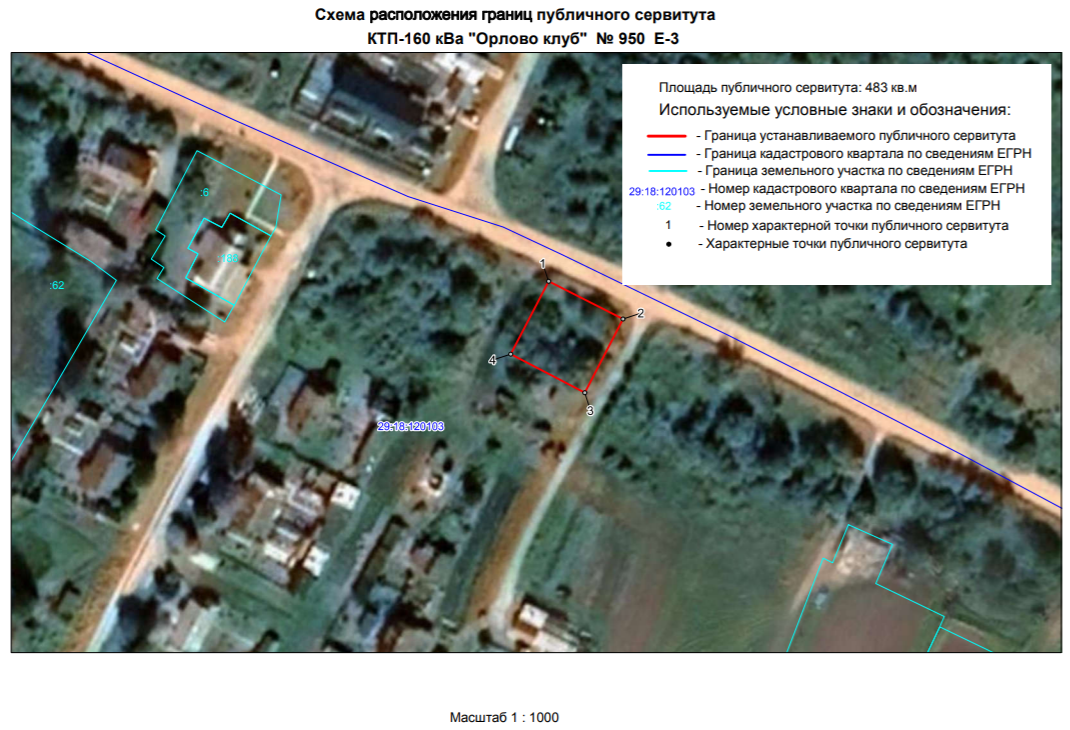 Схема расположения границ публичного сервитута
КТП-160 кВа "Орлово клуб" № 950 Е-3
Площадь публичного сервитута: 483 кв.м
Используемые условные знаки и обозначения:
- Граница устанавливаемого публичного сервитута
- Граница кадастрового квартала по сведениям ЕГРН
- Граница земельного участка по сведениям ЕГРН
29:18:120103 - Номер кадастрового квартала по сведениям ЕГРН
:62 - Номер земельного участка по сведениям ЕГРН
1 - Номер характерной точки публичного сервитута
- Характерные точки публичного сервитута
:6
:62
1
2
4
3
29:18:120103
Масштаб 1 : 1000